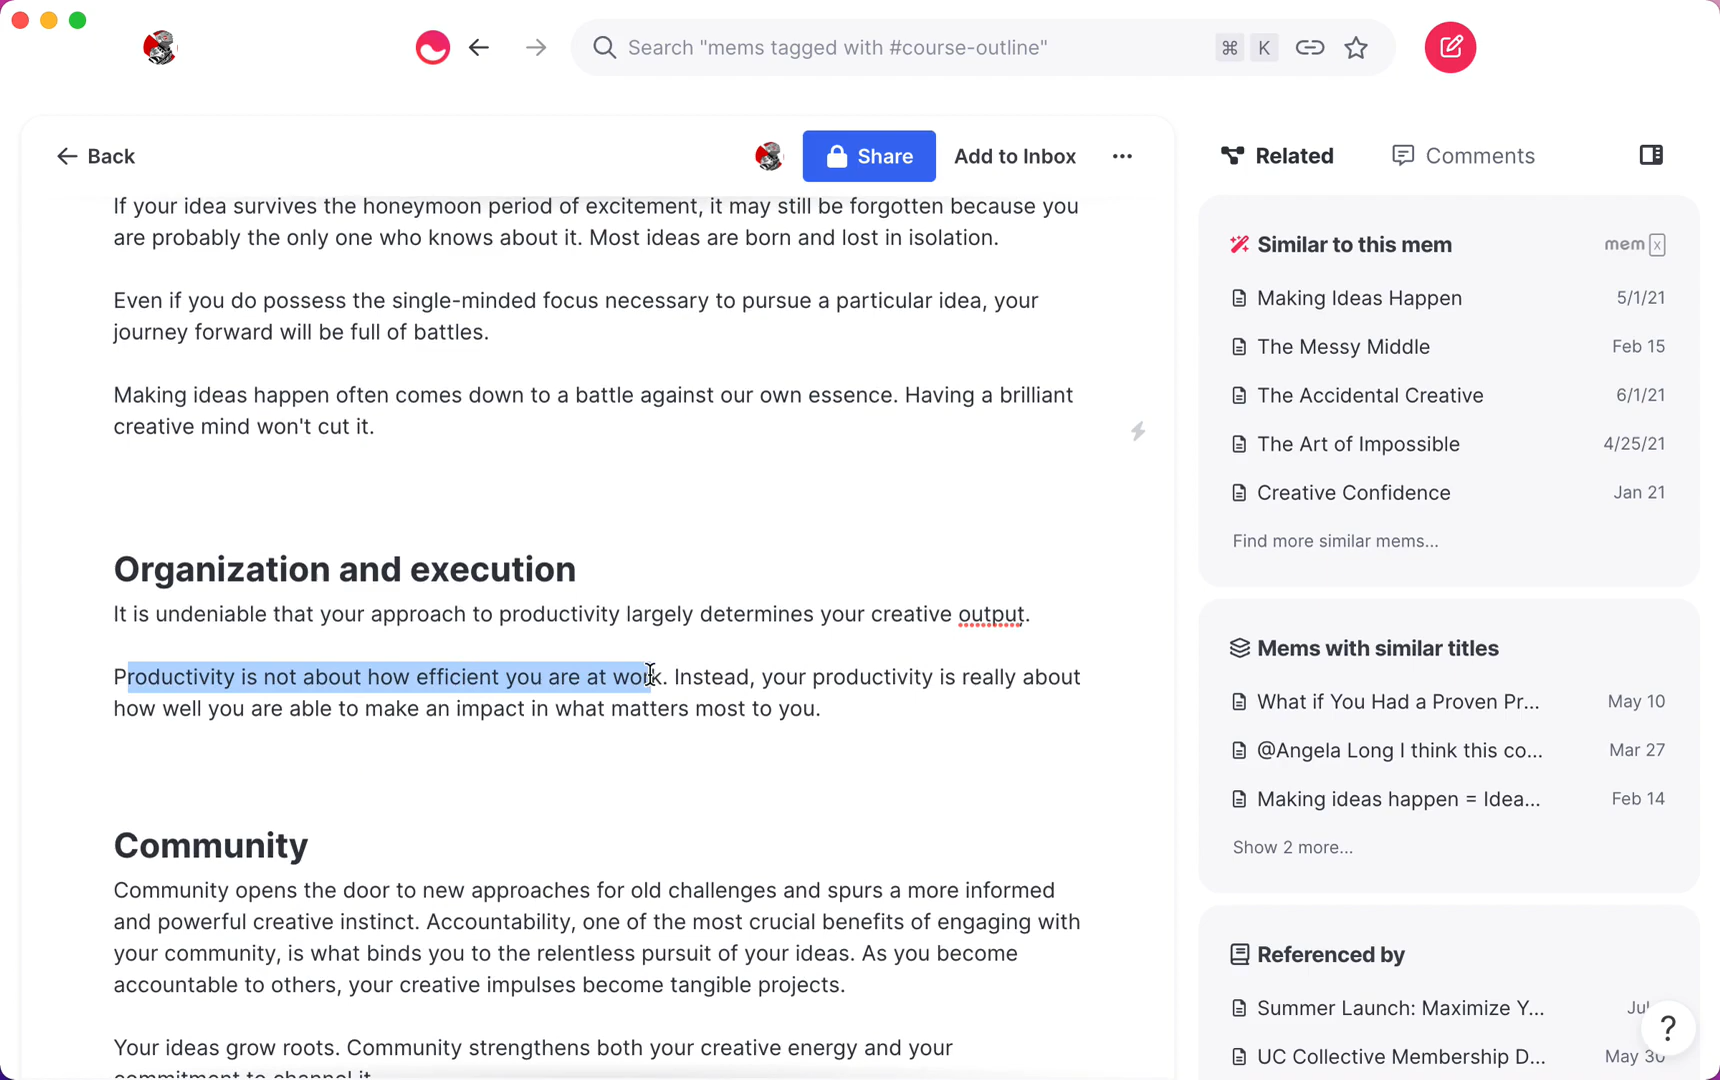 Search "mems tagged with #course-outline"
⌘ K
Back
Share
Add to Inbox
Related
Comments
If your idea survives the honeymoon period of excitement, it may still be forgotten because you
are probably the only one who knows about it. Most ideas are born and lost in isolation.
Even if you do possess the single-minded focus necessary to pursue a particular idea, your
journey forward will be full of battles.
Making ideas happen often comes down to a battle against our own essence. Having a brilliant
creative mind won't cut it.
Organization and execution
It is undeniable that your approach to productivity largely determines your creative output.
Productivity is not about how efficient you are at work. Instead, your productivity is really about
how well you are able to make an impact in what matters most to you.
Community
Community opens the door to new approaches for old challenges and spurs a more informed
and powerful creative instinct. Accountability, one of the most crucial benefits of engaging with
your community, is what binds you to the relentless pursuit of your ideas. As you become
accountable to others, your creative impulses become tangible projects.
Your ideas grow roots. Community strengthens both your creative energy and your
commitment to channel it.
Similar to this mem
mem x
Making Ideas Happen 5/1/21
The Messy Middle Feb 15
The Accidental Creative 6/1/21
The Art of Impossible 4/25/21
Creative Confidence Jan 21
Find more similar mems...
Mems with similar titles
What if You Had a Proven Pr... May 10
@Angela Long I think this co... Mar 27
Making ideas happen = Idea... Feb 14
Show 2 more...
Referenced by
Summer Launch: Maximize Y...
UC Collective Membership D... May 30
?